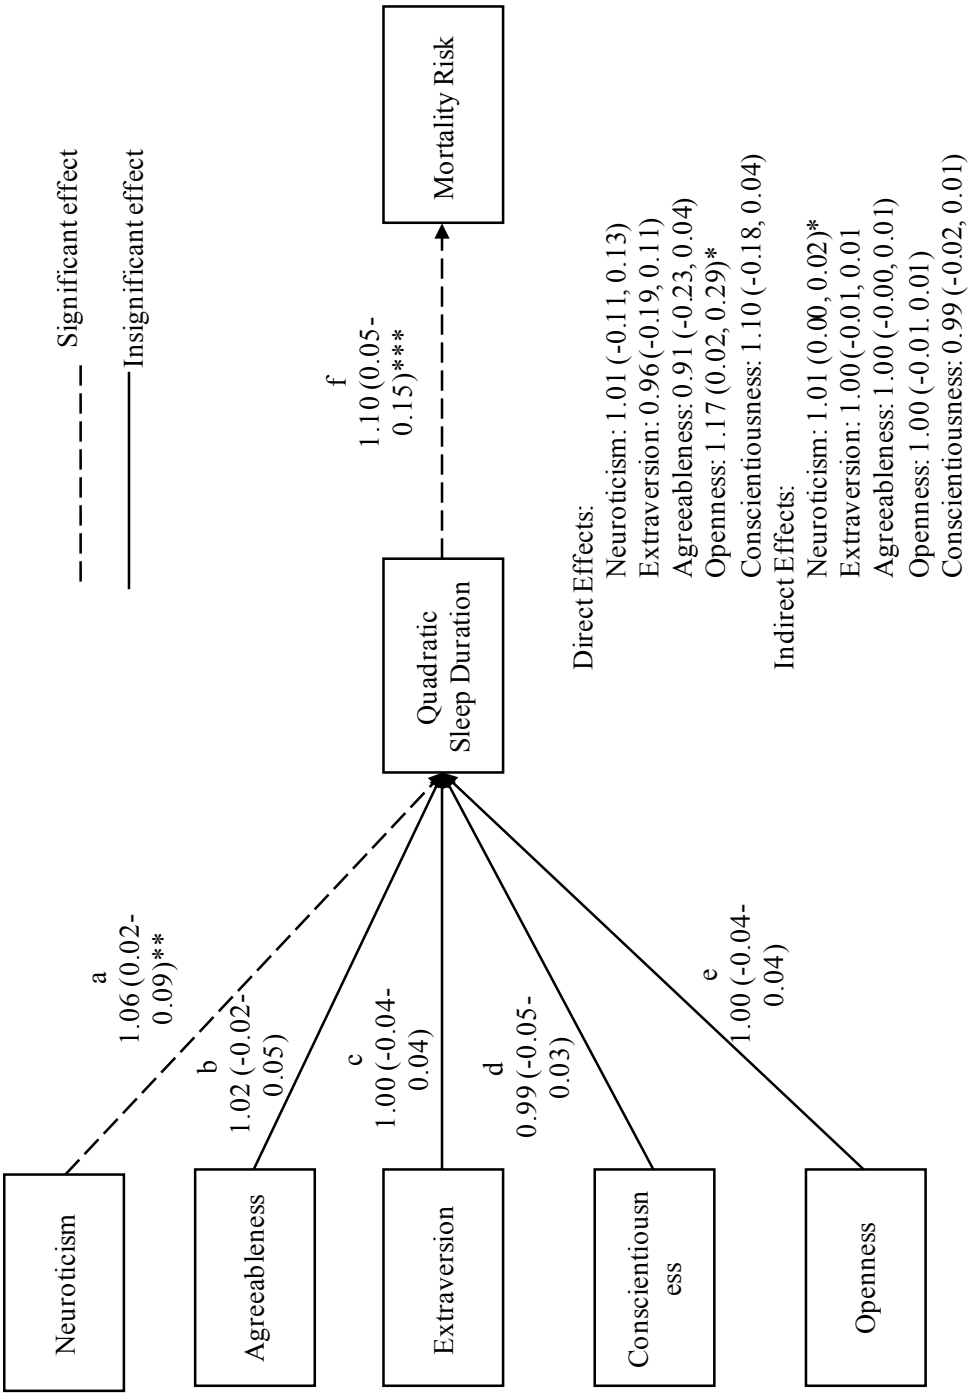 Significant effect
Insignificant effect
Neuroticism
Agreeableness
Extraversion
Conscientiousn
ess
Openness
a
1.06 (0.02-
0.09)**
b
1.02 (-0.02-
0.05)
c
1.00 (-0.04-
0.04)
d
0.99 (-0.05-
0.03)
e
1.00 (-0.04-
0.04)
Quadratic
Sleep Duration
f
1.10 (0.05-
0.15)***
Mortality Risk
Direct Effects:
Neuroticism: 1.01 (-0.11, 0.13)
Extraversion: 0.96 (-0.19, 0.11)
Agreeableness: 0.91 (-0.23, 0.04)
Openness: 1.17 (0.02, 0.29)*
Conscientiousness: 1.10 (-0.18, 0.04)
Indirect Effects:
Neuroticism: 1.01 (0.00, 0.02)*
Extraversion: 1.00 (-0.01, 0.01
Agreeableness: 1.00 (-0.00, 0.01)
Openness: 1.00 (-0.01. 0.01)
Conscientiousness: 0.99 (-0.02, 0.01)